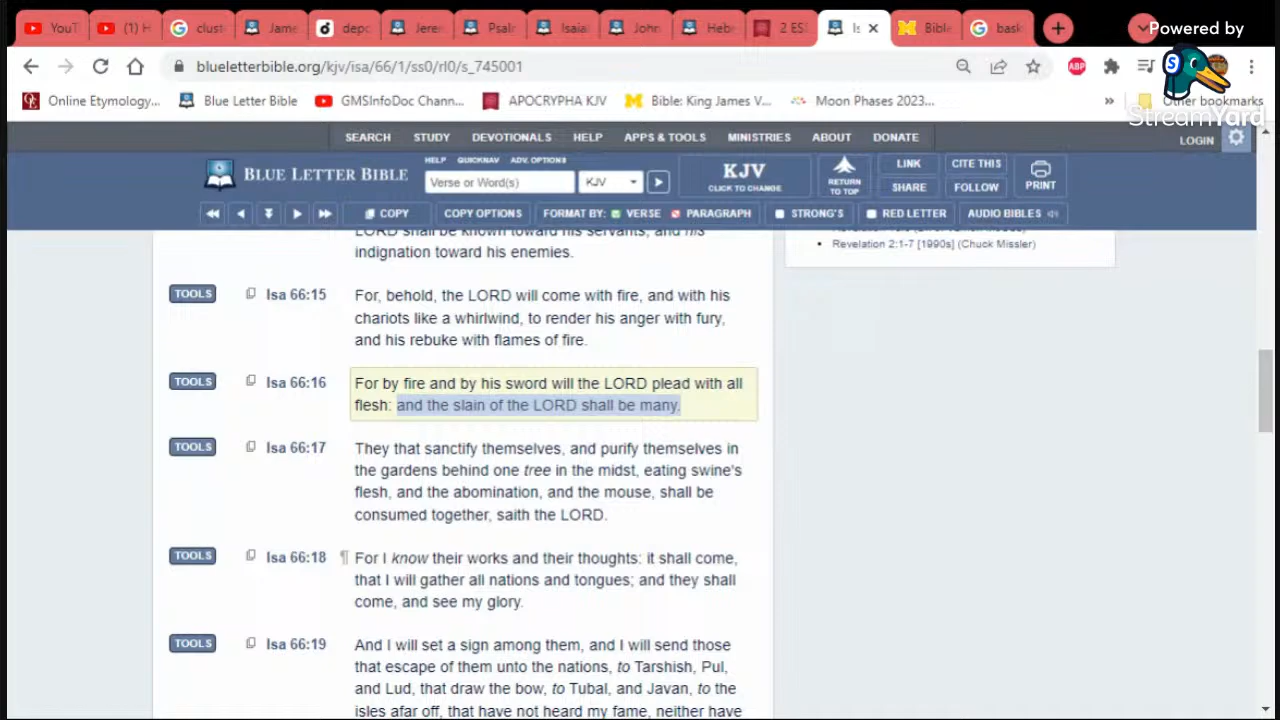 YouT
(1) H
clust
Jame
depc
Jerer
Psalr
Isaial
John
Heb
2 ES
Is
Bible
bask
Powered by
blueletterbible.org/kjv/isa/66/1/ss0/rl0/s_745001
ABP
StreamYard
Online Etymology...
Blue Letter Bible
GMSInfoDoc Chann...
APOCRYPHA KJV
Bible: King James V...
Moon Phases 2023...
»
Other bookmarks
SEARCH STUDY DEVOTIONALS HELP APPS & TOOLS MINISTRIES ABOUT DONATE
LOGIN
BLUE LETTER BIBLE
HELP QUICKNAV ADV. OPTIONS
Verse or Word(s)
KJV
KJV
CLICK TO CHANGE
RETURN
TO TOP
LINK
SHARE
CITE THIS
FOLLOW
PRINT
COPY COPY OPTIONS FORMAT BY: VERSE PARAGRAPH STRONG'S RED LETTER AUDIO BIBLES
LORD shall be known toward his servants, and his
indignation toward his enemies.
Revelation 2:1-7 [1990s] (Chuck Missler)
TOOLS Isa 66:15 For, behold, the LORD will come with fire, and with his
chariots like a whirlwind, to render his anger with fury,
and his rebuke with flames of fire.
TOOLS Isa 66:16 For by fire and by his sword will the LORD plead with all
flesh: and the slain of the LORD shall be many.
TOOLS Isa 66:17 They that sanctify themselves, and purify themselves in
the gardens behind one tree in the midst, eating swine's
flesh, and the abomination, and the mouse, shall be
consumed together, saith the LORD.
TOOLS Isa 66:18 ¶ For I know their works and their thoughts: it shall come,
that I will gather all nations and tongues; and they shall
come, and see my glory.
TOOLS Isa 66:19 And I will set a sign among them, and I will send those
that escape of them unto the nations, to Tarshish, Pul,
and Lud, that draw the bow, to Tubal, and Javan, to the
isles afar off, that have not heard my fame, neither have